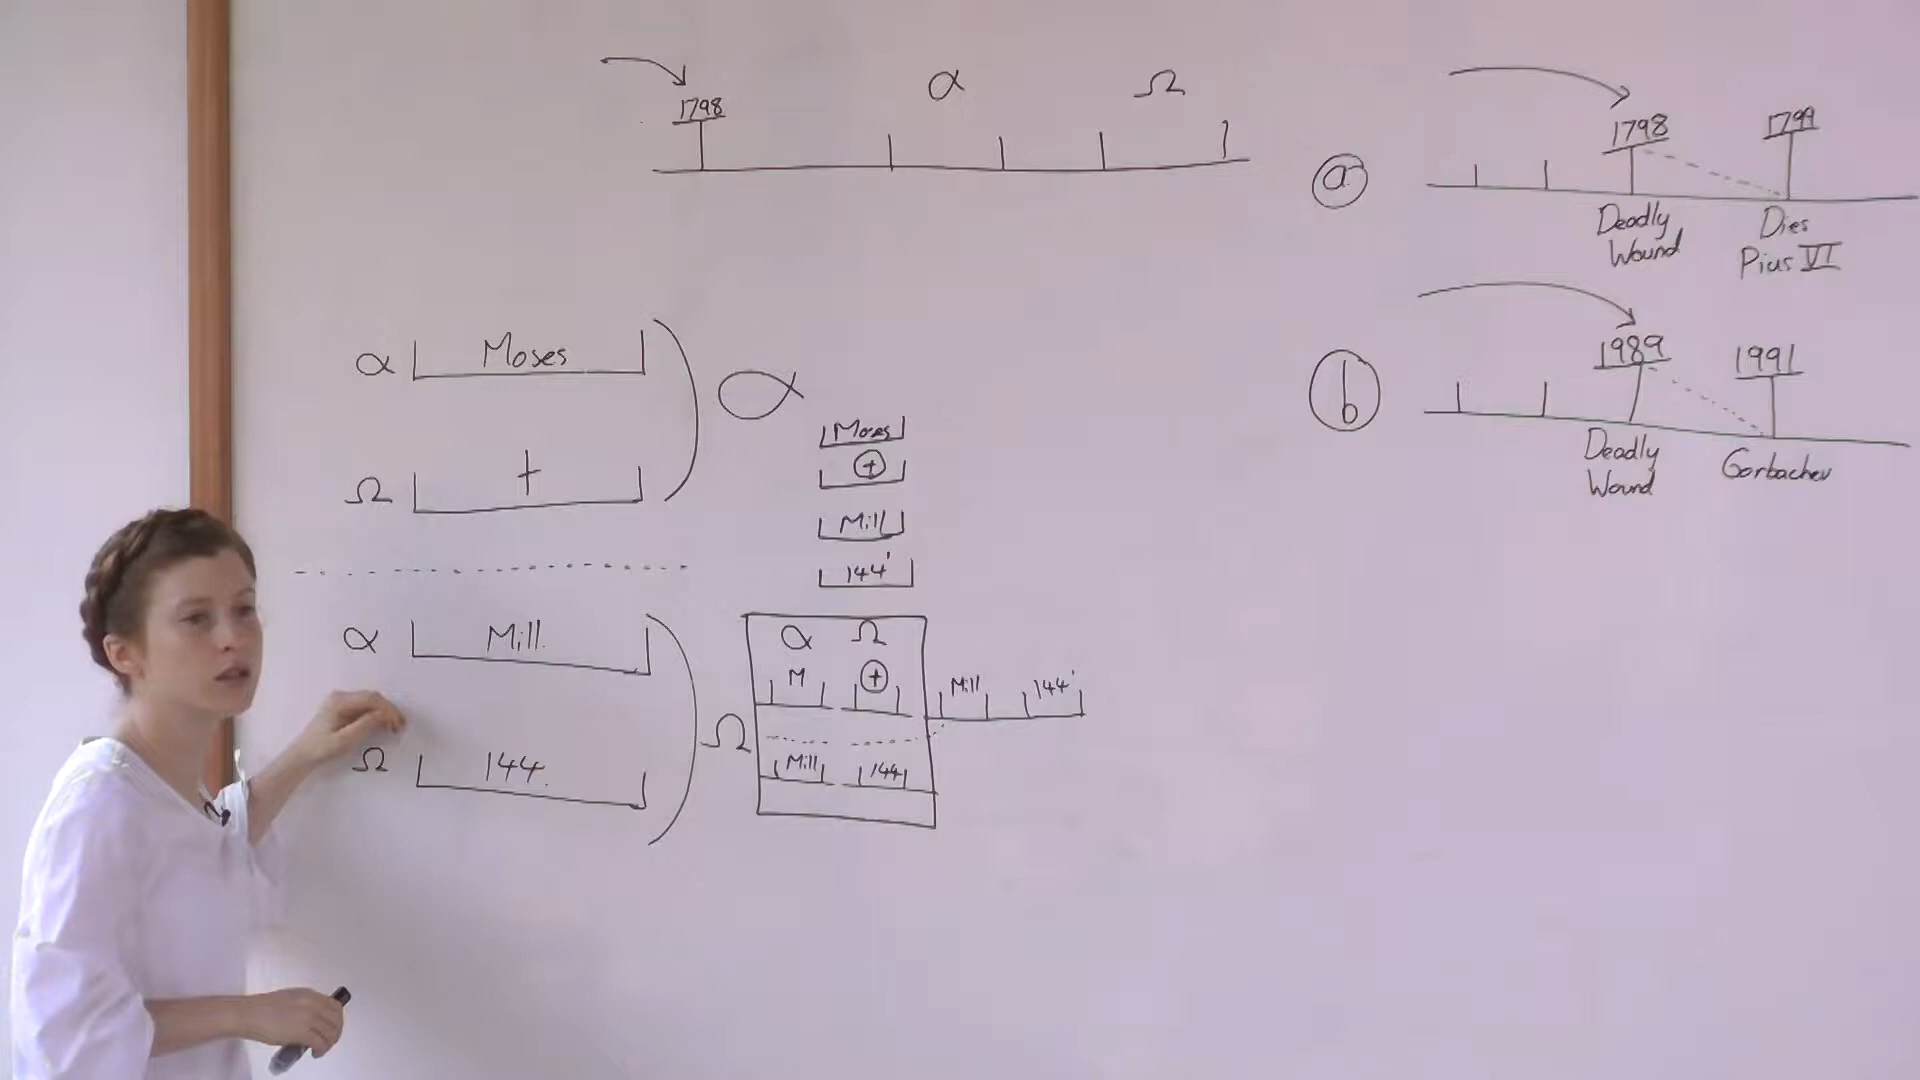 α Ω
1798
a
1798 1799
Deadly Wound
Dies Pius VI
b
1989 1991
Deadly Wound
Gorbachev
α Moses
Ω +
α
α Mill.
Ω 144.
Ω
Moses
+
Mill
144'
α Ω
M + Mill 144'
Mill 144